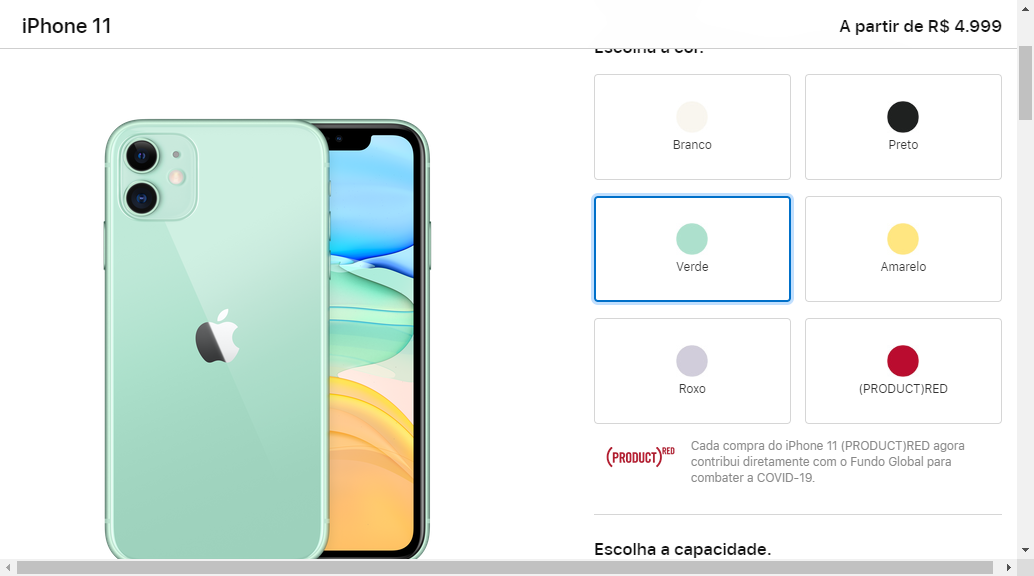 iPhone 11
A partir de R$ 4.999
Escolha a cor.
Branco
Preto
Verde
Amarelo
Roxo
(PRODUCT)RED
(PRODUCT)RED
Cada compra do iPhone 11 (PRODUCT)RED agora
contribui diretamente com o Fundo Global para
combater a COVID-19.
Escolha a capacidade.